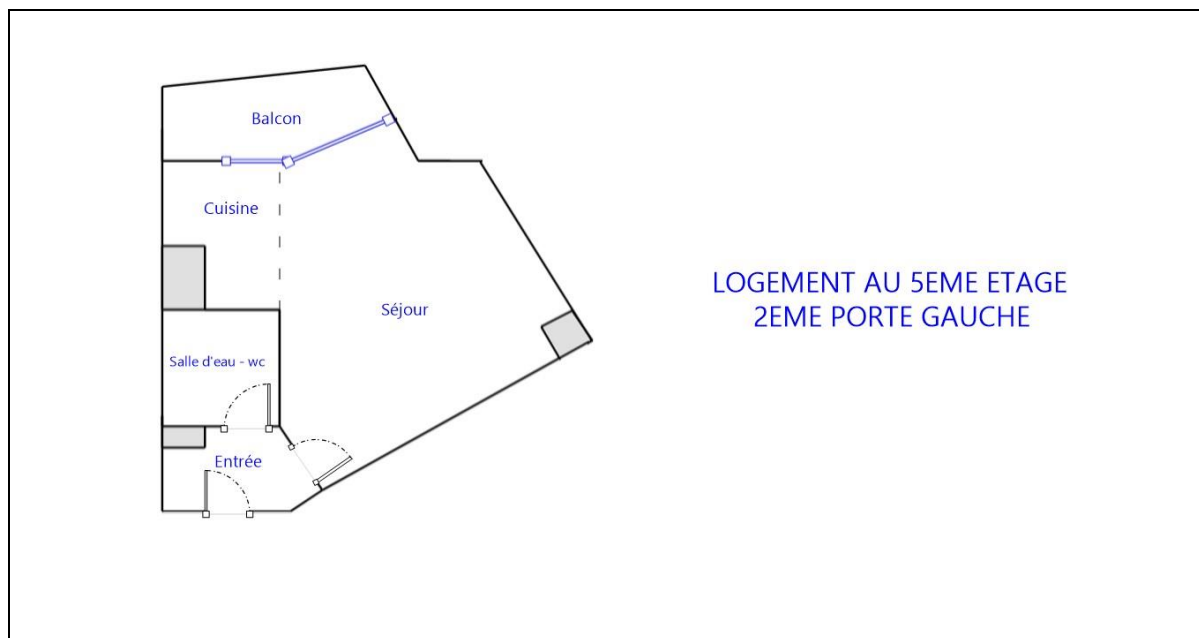 Balcon
Cuisine
Séjour
Salle d'eau - wc
Entrée
LOGEMENT AU 5EME ETAGE
2EME PORTE GAUCHE